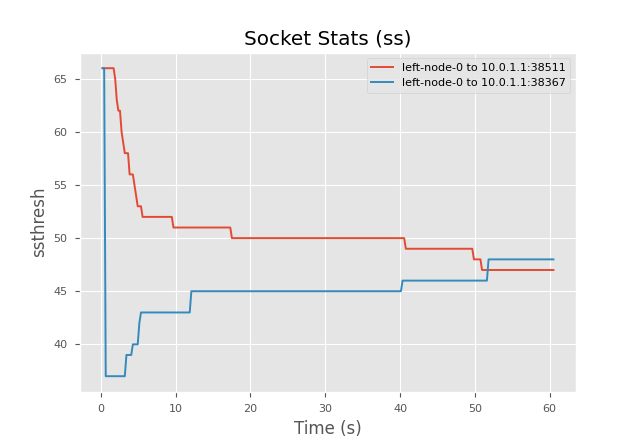 Socket Stats (ss)
left-node-0 to 10.0.1.1:38511
left-node-0 to 10.0.1.1:38367
65
60
55
50
45
40
ssthresh
0 10 20 30 40 50 60
Time (s)